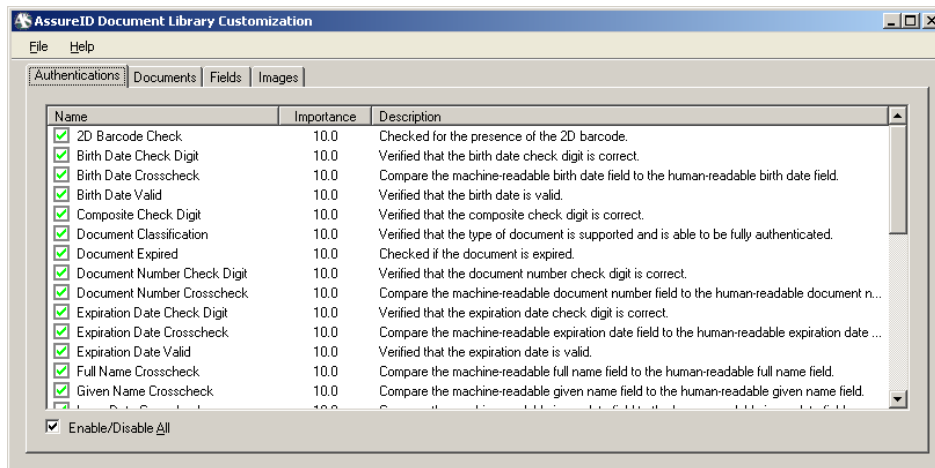 AssureID Document Library Customization
File Help
Authentications Documents Fields Images
Name Importance Description
2D Barcode Check 10.0 Checked for the presence of the 2D barcode.
Birth Date Check Digit 10.0 Verified that the birth date check digit is correct.
Birth Date Crosscheck 10.0 Compare the machine-readable birth date field to the human-readable birth date field.
Birth Date Valid 10.0 Verified that the birth date is valid.
Composite Check Digit 10.0 Verified that the composite check digit is correct.
Document Classification 10.0 Verified that the type of document is supported and is able to be fully authenticated.
Document Expired 10.0 Checked if the document is expired.
Document Number Check Digit 10.0 Verified that the document number check digit is correct.
Document Number Crosscheck 10.0 Compare the machine-readable document number field to the human-readable document n...
Expiration Date Check Digit 10.0 Verified that the expiration date check digit is correct.
Expiration Date Crosscheck 10.0 Compare the machine-readable expiration date field to the human-readable expiration date ...
Expiration Date Valid 10.0 Verified that the expiration date is valid.
Full Name Crosscheck 10.0 Compare the machine-readable full name field to the human-readable full name field.
Given Name Crosscheck 10.0 Compare the machine-readable given name field to the human-readable given name field.
Enable/Disable All